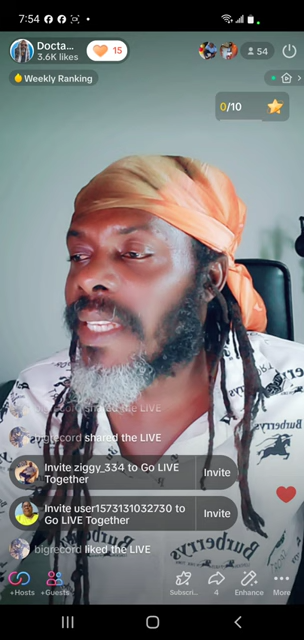 7:54
Docta...
3.6K likes
15
54
Weekly Ranking
0/10
shared the LIVE
bigrecord shared the LIVE
Invite ziggy_334 to Go LIVE
Together
Invite
Invite user1573131032730 to
Go LIVE Together
Invite
bigrecord liked the LIVE
Burberrys
+Hosts
+Guests
Subscri...
4
Enhance
More